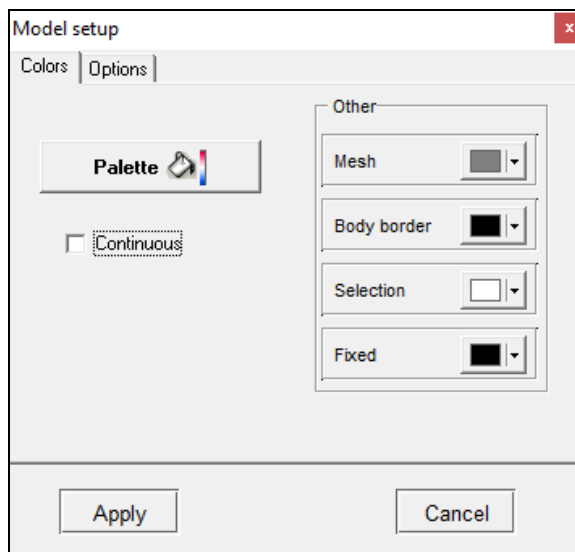 Model setup
x
Colors
Options
Palette
Continuous
Other
Mesh
Body border
Selection
Fixed
Apply
Cancel